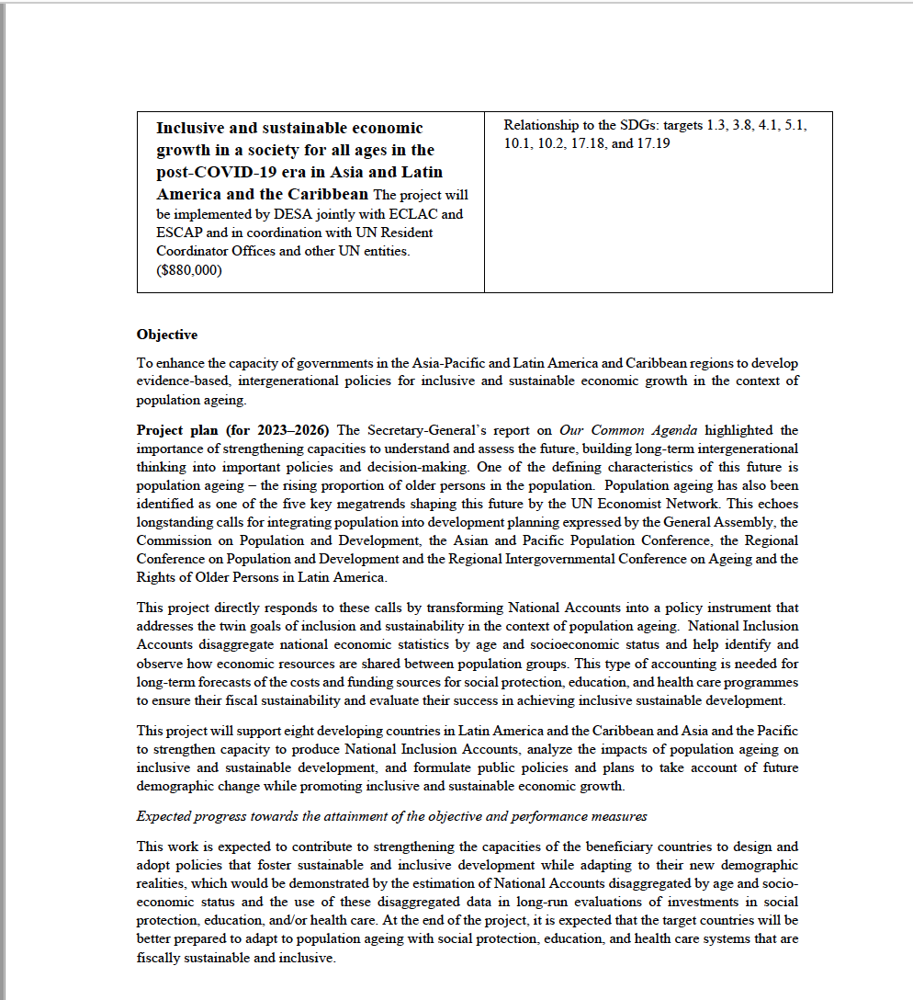 Inclusive and sustainable economic
growth in a society for all ages in the
post-COVID-19 era in Asia and Latin
America and the Caribbean The project will
be implemented by DESA jointly with ECLAC and
ESCAP and in coordination with UN Resident
Coordinator Offices and other UN entities.
($880,000)
Relationship to the SDGs: targets 1.3, 3.8, 4.1, 5.1,
10.1, 10.2, 17.18, and 17.19
Objective
To enhance the capacity of governments in the Asia-Pacific and Latin America and Caribbean regions to develop
evidence-based, intergenerational policies for inclusive and sustainable economic growth in the context of
population ageing.
Project plan (for 2023–2026) The Secretary-General's report on Our Common Agenda highlighted the
importance of strengthening capacities to understand and assess the future, building long-term intergenerational
thinking into important policies and decision-making. One of the defining characteristics of this future is
population ageing – the rising proportion of older persons in the population. Population ageing has also been
identified as one of the five key megatrends shaping this future by the UN Economist Network. This echoes
longstanding calls for integrating population into development planning expressed by the General Assembly, the
Commission on Population and Development, the Asian and Pacific Population Conference, the Regional
Conference on Population and Development and the Regional Intergovernmental Conference on Ageing and the
Rights of Older Persons in Latin America.
This project directly responds to these calls by transforming National Accounts into a policy instrument that
addresses the twin goals of inclusion and sustainability in the context of population ageing. National Inclusion
Accounts disaggregate national economic statistics by age and socioeconomic status and help identify and
observe how economic resources are shared between population groups. This type of accounting is needed for
long-term forecasts of the costs and funding sources for social protection, education, and health care programmes
to ensure their fiscal sustainability and evaluate their success in achieving inclusive sustainable development.
This project will support eight developing countries in Latin America and the Caribbean and Asia and the Pacific
to strengthen capacity to produce National Inclusion Accounts, analyze the impacts of population ageing on
inclusive and sustainable development, and formulate public policies and plans to take account of future
demographic change while promoting inclusive and sustainable economic growth.
Expected progress towards the attainment of the objective and performance measures
This work is expected to contribute to strengthening the capacities of the beneficiary countries to design and
adopt policies that foster sustainable and inclusive development while adapting to their new demographic
realities, which would be demonstrated by the estimation of National Accounts disaggregated by age and socio-
economic status and the use of these disaggregated data in long-run evaluations of investments in social
protection, education, and/or health care. At the end of the project, it is expected that the target countries will be
better prepared to adapt to population ageing with social protection, education, and health care systems that are
fiscally sustainable and inclusive.